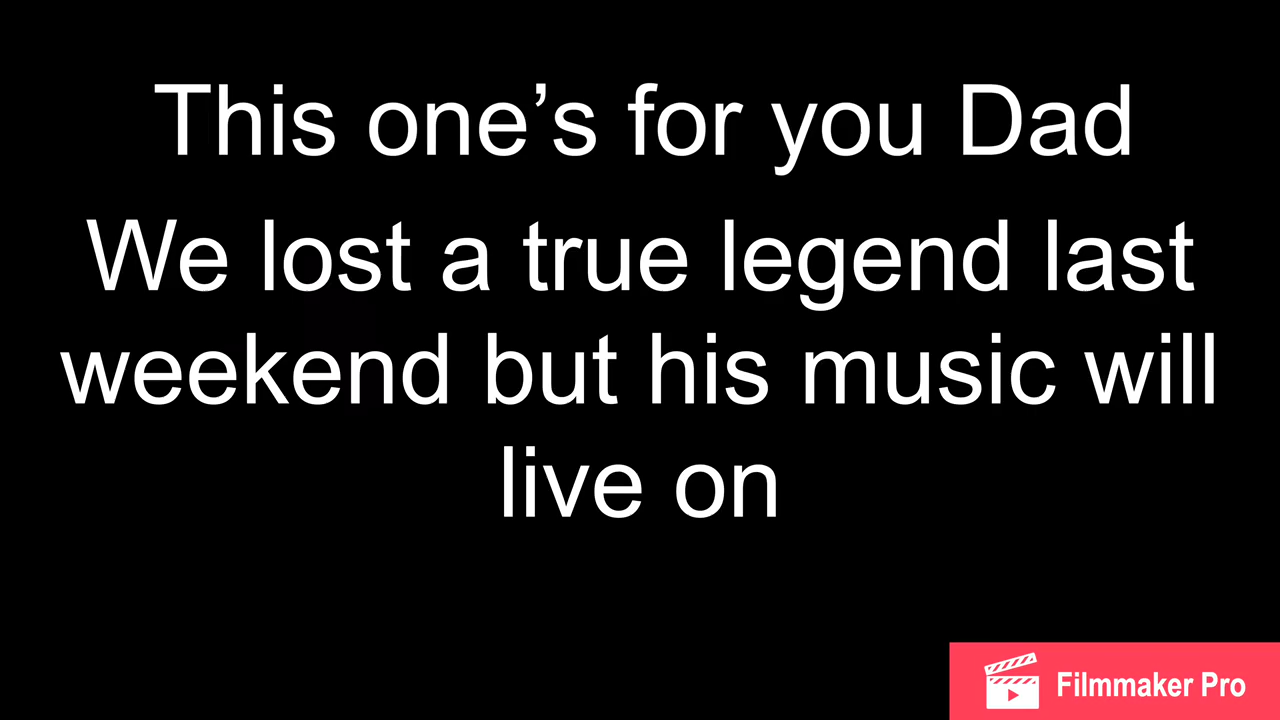 This one’s for you Dad
We lost a true legend last
weekend but his music will
live on
Filmmaker Pro